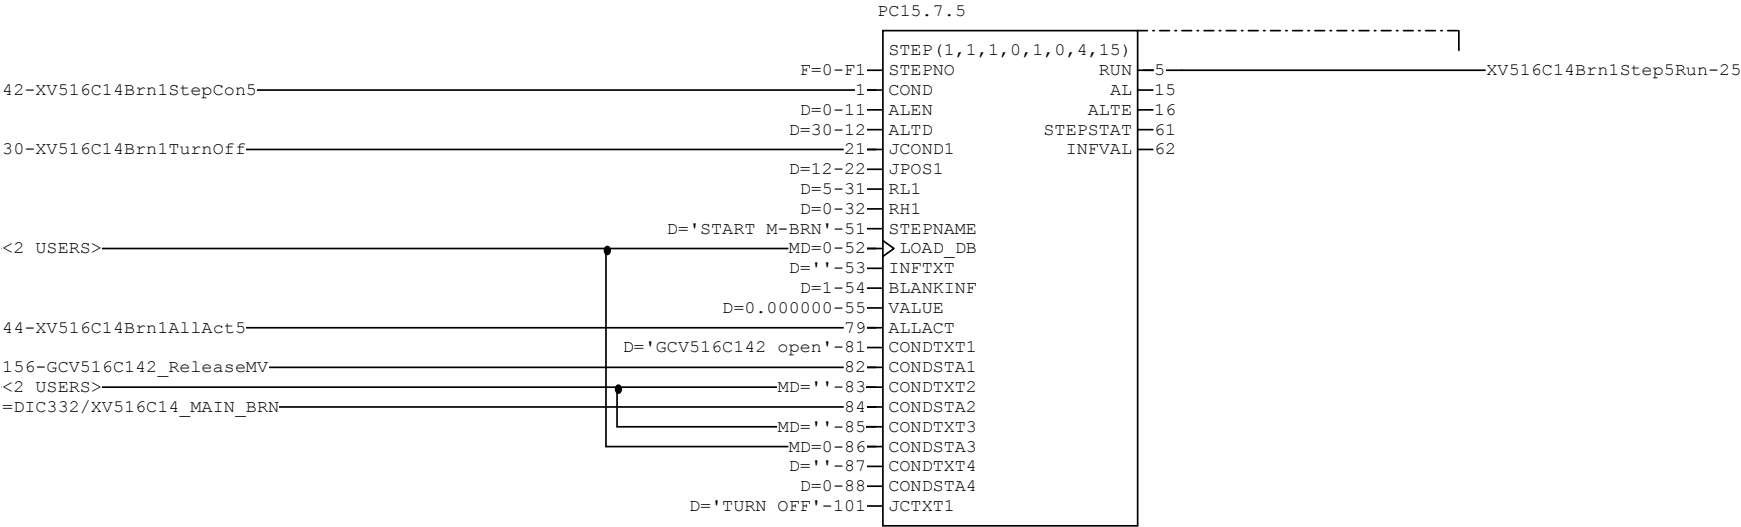 PC15.7.5
STEP(1,1,1,0,1,0,4,15)
F=0-F1 STEPNO RUN 5 XV516C14Brn1Step5Run-25
42-XV516C14Brn1StepCon5 1 COND AL 15
D=0-11 ALEN ALTE 16
D=30-12 ALTD STEPSTAT 61
30-XV516C14Brn1TurnOff 21 JCOND1 INFVAL 62
D=12-22 JPOS1
D=5-31 RL1
D=0-32 RH1
D='START M-BRN'-51 STEPNAME
<2 USERS> MD=0-52 LOAD_DB
D=''-53 INFTXT
D=1-54 BLANKINF
D=0.000000-55 VALUE
44-XV516C14Brn1AllAct5 79 ALLACT
D='GCV516C142 open'-81 CONDTXT1
156-GCV516C142_ReleaseMV 82 CONDSTA1
<2 USERS> MD=''-83 CONDTXT2
=DIC332/XV516C14_MAIN_BRN 84 CONDSTA2
MD=''-85 CONDTXT3
MD=0-86 CONDSTA3
D=''-87 CONDTXT4
D=0-88 CONDSTA4
D='TURN OFF'-101 JCTXT1